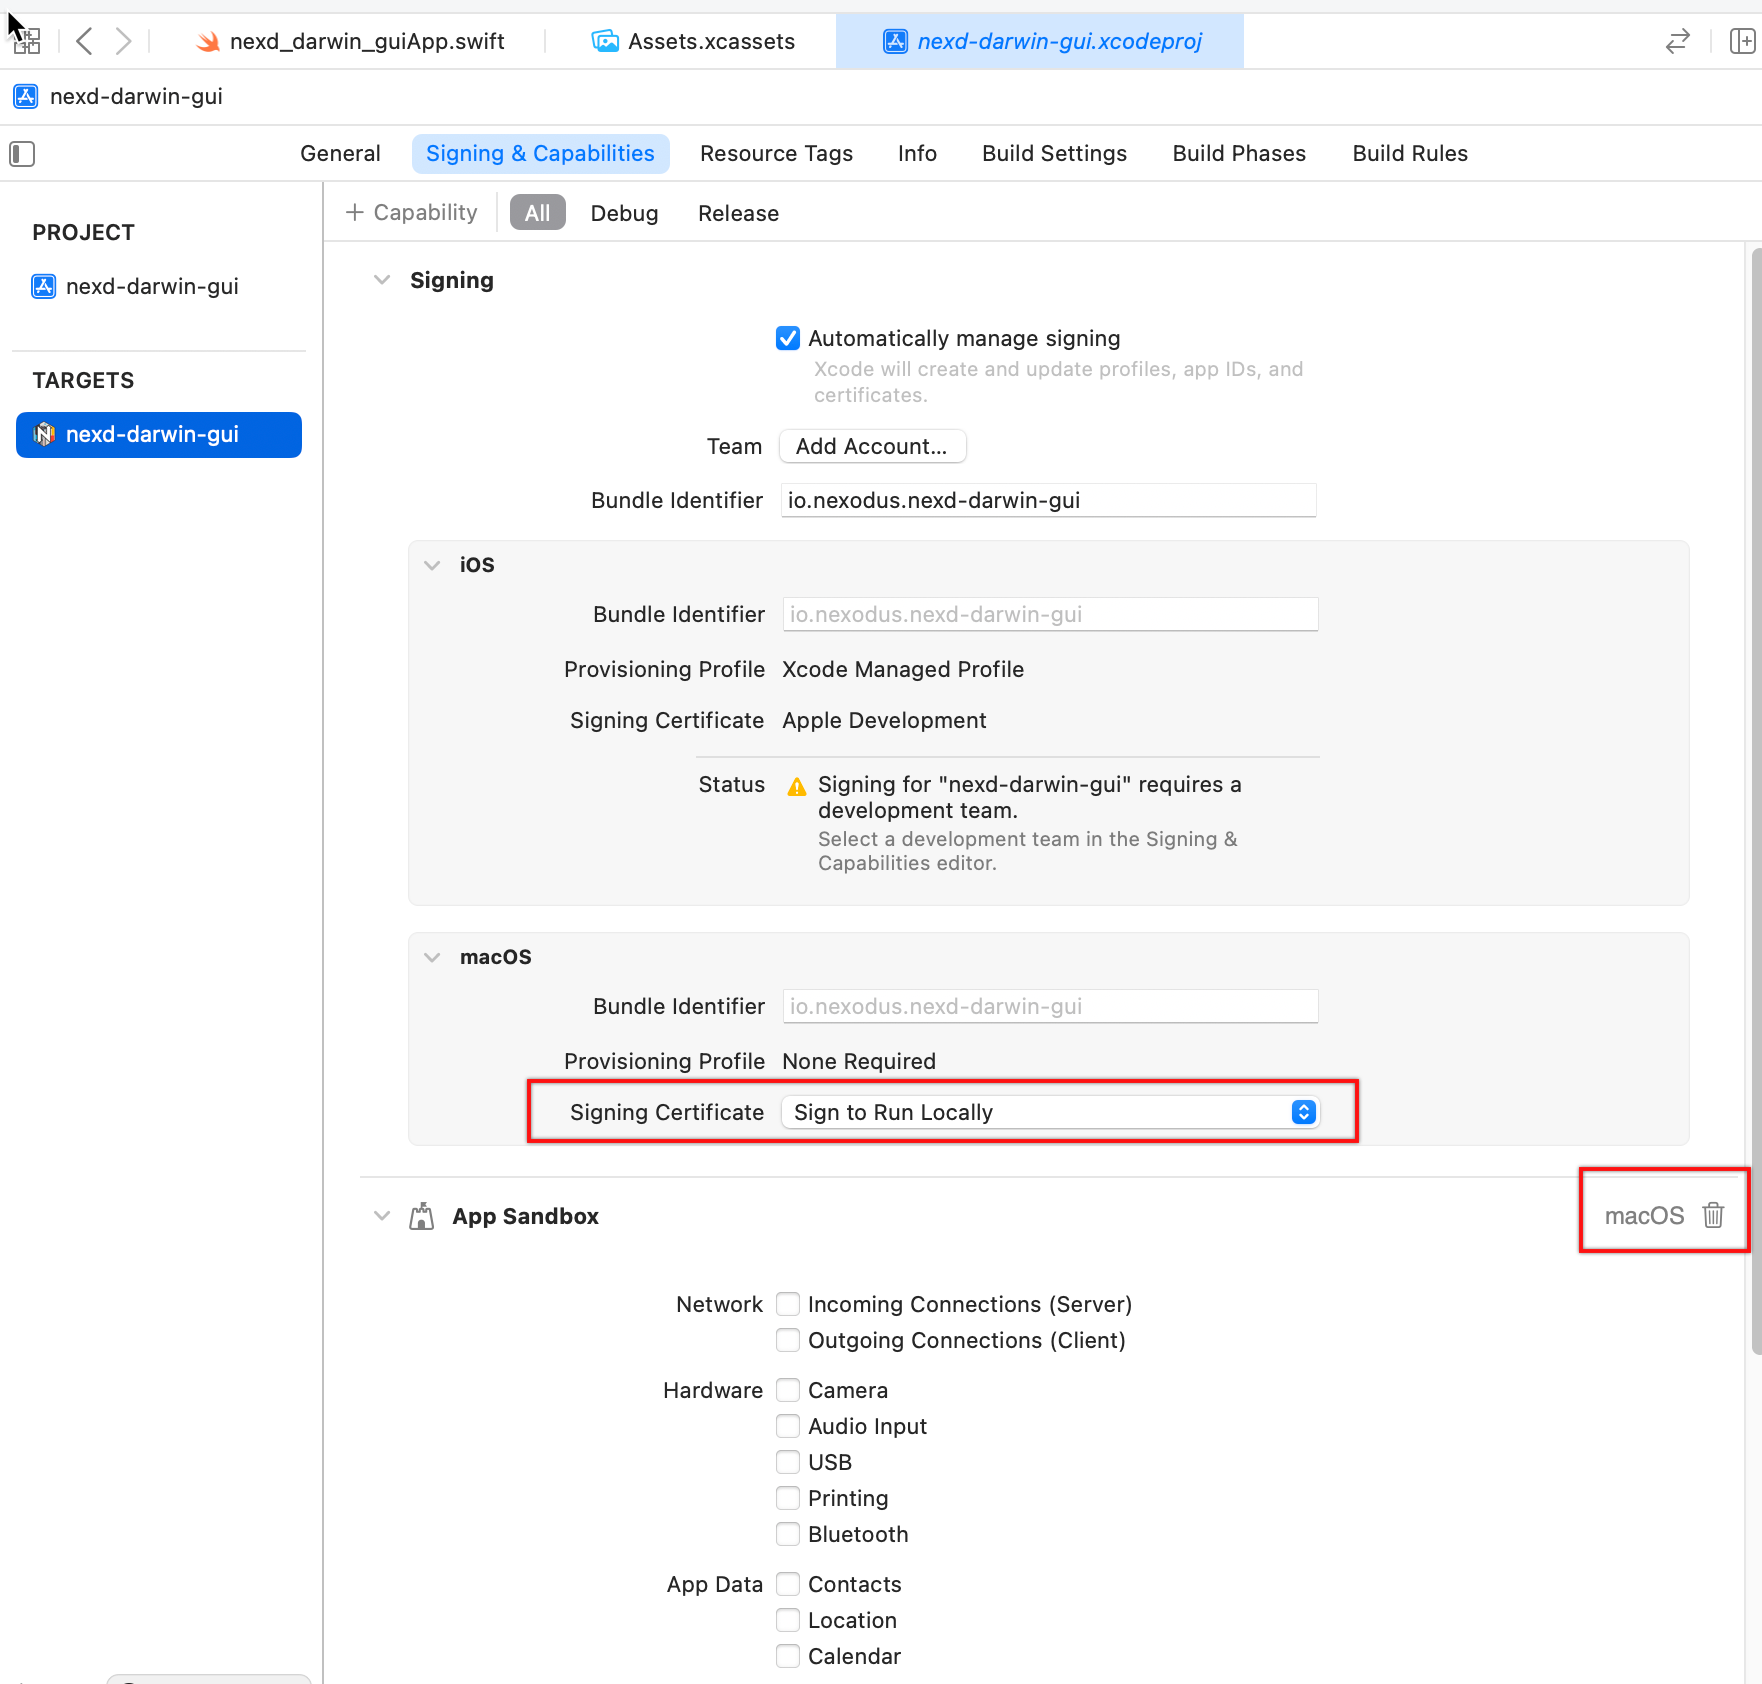 nexd_darwin_guiApp.swift
Assets.xcassets
nexd-darwin-gui.xcodeproj
nexd-darwin-gui
General
Signing & Capabilities
Resource Tags
Info
Build Settings
Build Phases
Build Rules
PROJECT
nexd-darwin-gui
TARGETS
nexd-darwin-gui
+ Capability
All
Debug
Release
Signing
Automatically manage signing
Xcode will create and update profiles, app IDs, and
certificates.
Team Add Account...
Bundle Identifier io.nexodus.nexd-darwin-gui
iOS
Bundle Identifier io.nexodus.nexd-darwin-gui
Provisioning Profile Xcode Managed Profile
Signing Certificate Apple Development
Status Signing for "nexd-darwin-gui" requires a
development team.
Select a development team in the Signing &
Capabilities editor.
macOS
Bundle Identifier io.nexodus.nexd-darwin-gui
Provisioning Profile None Required
Signing Certificate Sign to Run Locally
App Sandbox macOS
Network Incoming Connections (Server)
Outgoing Connections (Client)
Hardware Camera
Audio Input
USB
Printing
Bluetooth
App Data Contacts
Location
Calendar